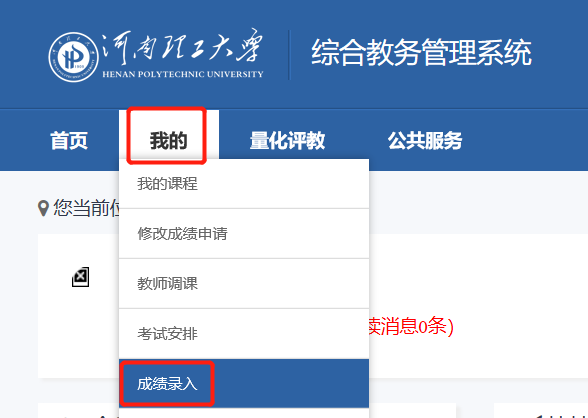 河南理工大学
HENAN POLYTECHNIC UNIVERSITY
综合教务管理系统
首页 我的 量化评教 公共服务
我的课程
您当前位
修改成绩申请
教师调课
考试安排
读消息0条)
成绩录入